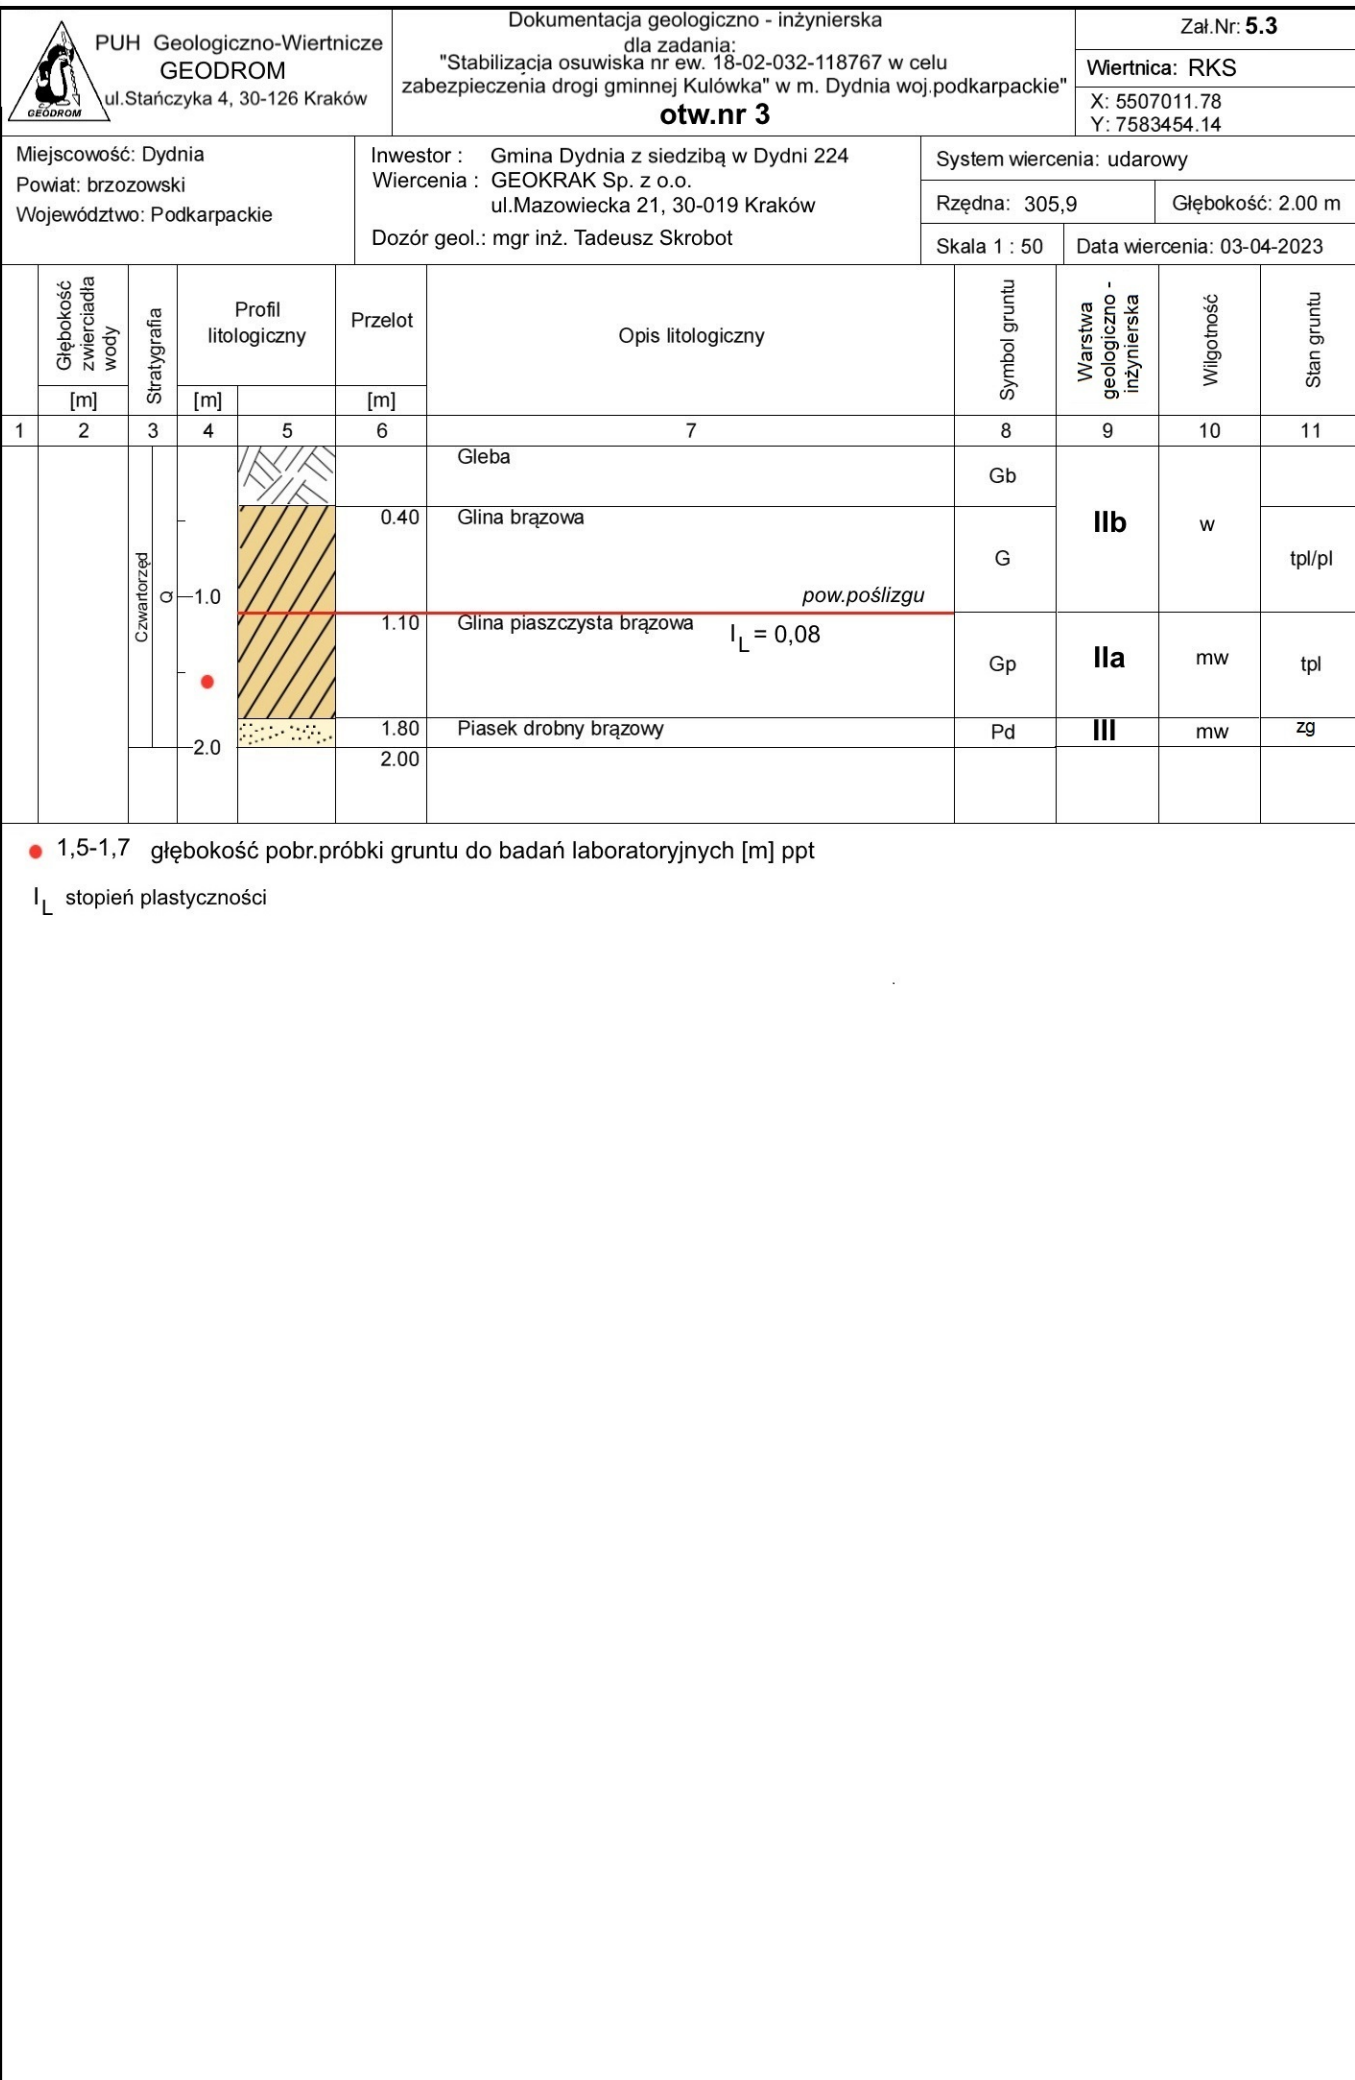 PUH Geologiczno-Wiertnicze
GEODROM
ul.Stańczyka 4, 30-126 Kraków
GEODROM
Dokumentacja geologiczno - inżynierska
dla zadania:
"Stabilizacja osuwiska nr ew. 18-02-032-118767 w celu
zabezpieczenia drogi gminnej Kulówka" w m. Dydnia woj.podkarpackie"
otw.nr 3
Zał.Nr: 5.3
Wiertnica: RKS
X: 5507011.78
Y: 7583454.14
Miejscowość: Dydnia
Powiat: brzozowski
Województwo: Podkarpackie
Inwestor : Gmina Dydnia z siedzibą w Dydni 224
Wiercenia : GEOKRAK Sp. z o.o.
ul.Mazowiecka 21, 30-019 Kraków
Dozór geol.: mgr inż. Tadeusz Skrobot
System wiercenia: udarowy
Rzędna: 305,9
Głębokość: 2.00 m
Skala 1 : 50
Data wiercenia: 03-04-2023
Głębokość
zwierciadła
wody
[m]
Stratygrafia
Profil
litologiczny
[m]
Przelot
[m]
Opis litologiczny
Symbol gruntu
Warstwa
geologiczno -
inżynierska
Wilgotność
Stan gruntu
1 2 3 4 5 6 7 8 9 10 11
Czwartorzęd
Q
1.0
2.0
Gleba
Gb
0.40 Glina brązowa
G
IIb
w
tpl/pl
pow.poślizgu
1.10 Glina piaszczysta brązowa
IL = 0,08
Gp
IIa
mw
tpl
1.80 Piasek drobny brązowy
Pd
III
mw
zg
2.00
1,5-1,7 głębokość pobr.próbki gruntu do badań laboratoryjnych [m] ppt
IL stopień plastyczności